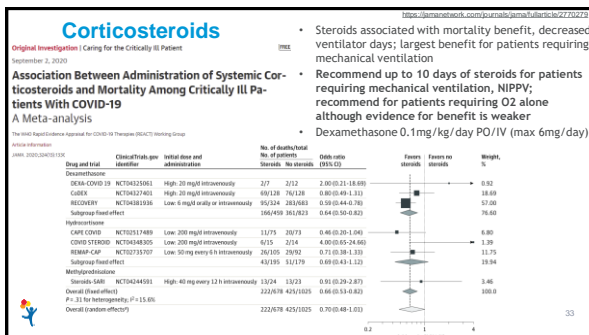 https://jamanetwork.com/journals/jama/fullarticle/2770279
Corticosteroids
Original Investigation | Caring for the Critically Ill Patient
FREE
September 2, 2020
Association Between Administration of Systemic Cor-
ticosteroids and Mortality Among Critically Ill Pa-
tients With COVID-19
A Meta-analysis
The WHO Rapid Evidence Appraisal for COVID-19 Therapies (REACT) Working Group
Article Information
• Steroids associated with mortality benefit, decreased
ventilator days; largest benefit for patients requiring
mechanical ventilation
• Recommend up to 10 days of steroids for patients
requiring mechanical ventilation, NIPPV;
recommend for patients requiring O2 alone
although evidence for benefit is weaker
• Dexamethasone 0.1mg/kg/day PO/IV (max 6mg/day)
Drug and trial ClinicalTrials.gov identifier Initial dose and administration No. of deaths/total No. of patients Steroids No steroids Odds ratio (95% CI) Favors steroids Favors no steroids Weight, %
Dexamethasone
DEXA-COVID 19 NCT04325061 High: 20 mg/d intravenously 2/7 2/12 2.00 (0.21-18.69) 0.92
CoDEX NCT04327401 High: 20 mg/d intravenously 69/128 76/128 0.80 (0.49-1.31) 18.69
RECOVERY NCT04381936 Low: 6 mg/d orally or intravenously 95/324 283/683 0.59 (0.44-0.78) 57.00
Subgroup fixed effect 166/459 361/823 0.64 (0.50-0.82) 76.60
Hydrocortisone
CAPE COVID NCT02517489 Low: 200 mg/d intravenously 11/75 20/73 0.46 (0.20-1.04) 6.80
COVID STEROID NCT04348305 Low: 200 mg/d intravenously 6/15 2/14 4.00 (0.65-24.66) 1.39
REMAP-CAP NCT02735707 Low: 50 mg every 6 h intravenously 26/105 29/92 0.71 (0.38-1.33) 11.75
Subgroup fixed effect 43/195 51/179 0.69 (0.43-1.12) 19.94
Methylprednisolone
Steroids-SARI NCT04244591 High: 40 mg every 12 h intravenously 13/24 13/23 0.91 (0.29-2.87) 3.46
Overall (fixed effect) 222/678 425/1025 0.66 (0.53-0.82) 100.0
P = .31 for heterogeneity; I² = 15.6%
Overall (random effects) 222/678 425/1025 0.70 (0.48-1.01)
0.2 1 4
33